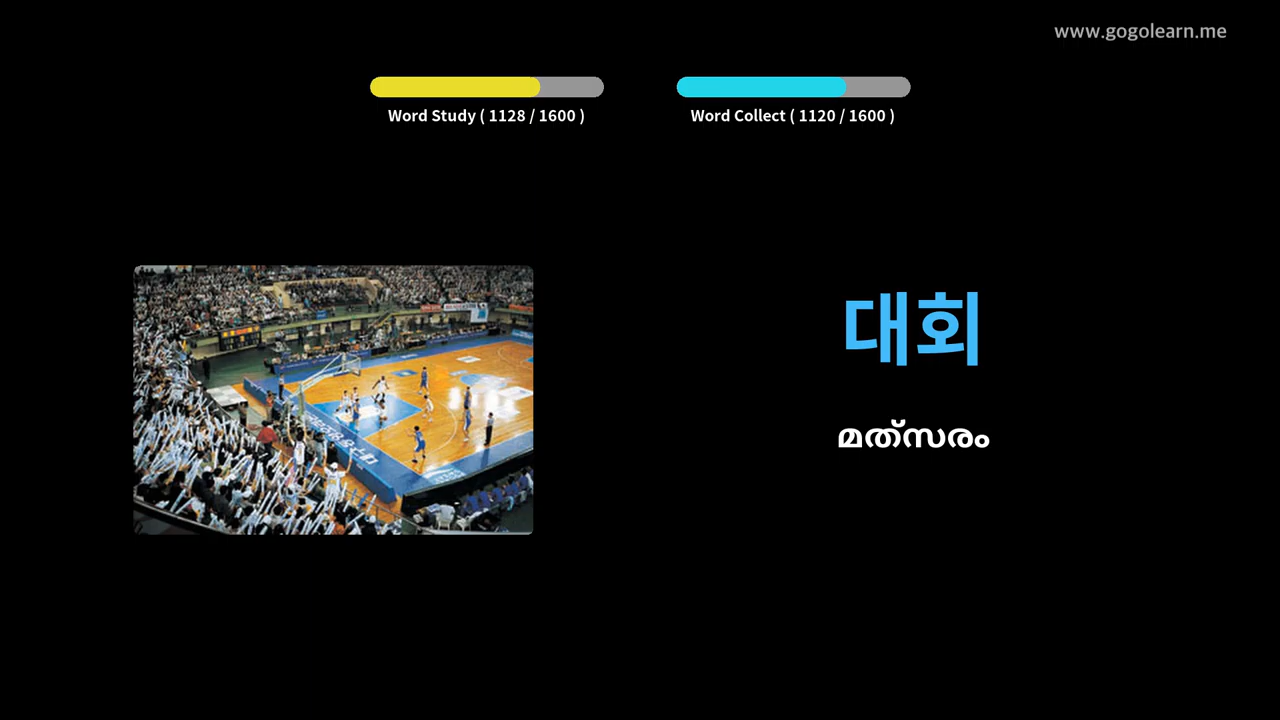 www.gogolearn.me
Word Study ( 1128 / 1600 )
Word Collect ( 1120 / 1600 )
대회
മത്സരം